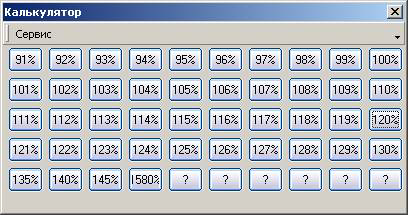 Калькулятор
Сервис
91% 92% 93% 94% 95% 96% 97% 98% 99% 100%
101% 102% 103% 104% 105% 106% 107% 108% 109% 110%
111% 112% 113% 114% 115% 116% 117% 118% 119% 120%
121% 122% 123% 124% 125% 126% 127% 128% 129% 130%
135% 140% 145% 1580% ? ? ? ? ? ?